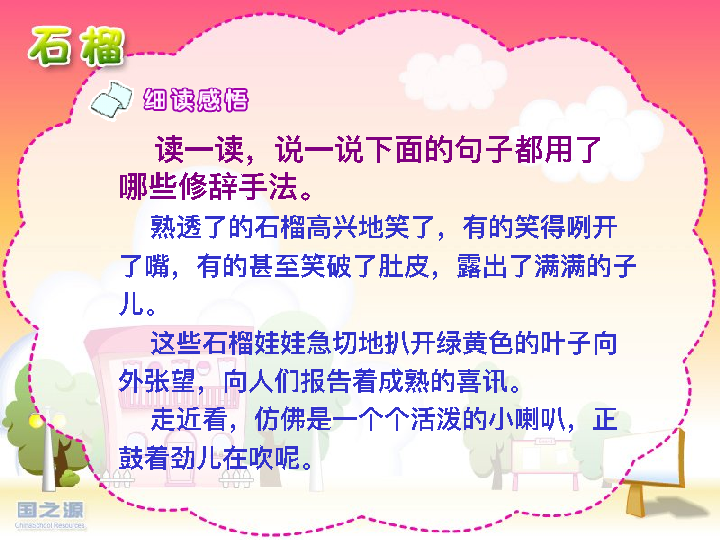 石榴
细读感悟
读一读，说一说下面的句子都用了
哪些修辞手法。
熟透了的石榴高兴地笑了，有的笑得咧开
了嘴，有的甚至笑破了肚皮，露出了满满的子
儿。
这些石榴娃娃急切地扒开绿黄色的叶子向
外张望，向人们报告着成熟的喜讯。
走近看，仿佛是一个个活泼的小喇叭，正
鼓着劲儿在吹呢。
国之源
ChinaSchool Resources